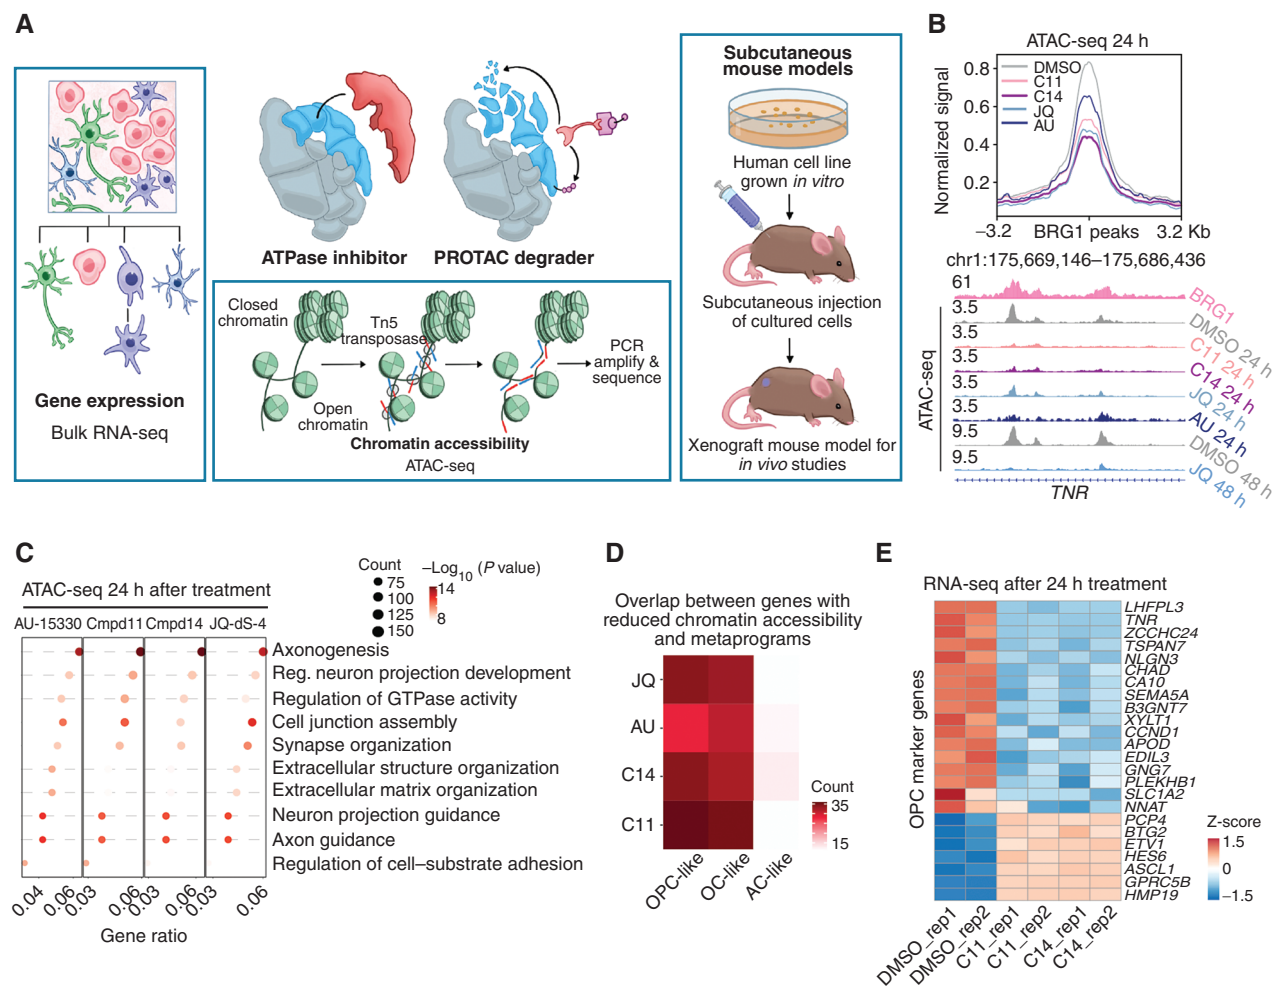 A
Gene expression
Bulk RNA-seq
ATPase inhibitor
PROTAC degrader
Closed
chromatin
Tn5
transposase
Open
chromatin
PCR
amplify &
sequence
Chromatin accessibility
ATAC-seq
Subcutaneous
mouse models
Human cell line
grown in vitro
Subcutaneous injection
of cultured cells
Xenograft mouse model for
in vivo studies
B
ATAC-seq 24 h
Normalized signal
0.8
0.6
0.4
0.2
DMSO
C11
C14
JQ
AU
−3.2
BRG1 peaks
3.2 Kb
chr1:175,669,146–175,686,436
ATAC-seq
61
BRG1
3.5
DMSO 24 h
3.5
C11 24 h
3.5
C14 24 h
3.5
JQ 24 h
3.5
AU 24 h
9.5
DMSO 48 h
9.5
JQ 48 h
TNR
C
ATAC-seq 24 h after treatment
AU-15330 Cmpd11 Cmpd14 JQ-dS-4
Count
75
100
125
150
−Log10 (P value)
14
8
Axonogenesis
Reg. neuron projection development
Regulation of GTPase activity
Cell junction assembly
Synapse organization
Extracellular structure organization
Extracellular matrix organization
Neuron projection guidance
Axon guidance
Regulation of cell–substrate adhesion
0.04 0.06 0.03 0.06 0.03 0.06 0.03 0.06
Gene ratio
D
Overlap between genes with
reduced chromatin accessibility
and metaprograms
JQ
AU
C14
C11
OPC-like
OC-like
AC-like
Count
35
15
E
RNA-seq after 24 h treatment
OPC marker genes
LHFPL3
TNR
ZCCHC24
TSPAN7
NLGN3
CHAD
CA10
SEMA5A
B3GNT7
XYLT1
CCND1
APOD
EDIL3
GNG7
PLEKHB1
SLC1A2
NNAT
PCP4
BTG2
ETV1
HES6
ASCL1
GPRC5B
HMP19
DMSO_rep1
DMSO_rep2
C11_rep1
C11_rep2
C14_rep1
C14_rep2
Z-score
1.5
0
−1.5